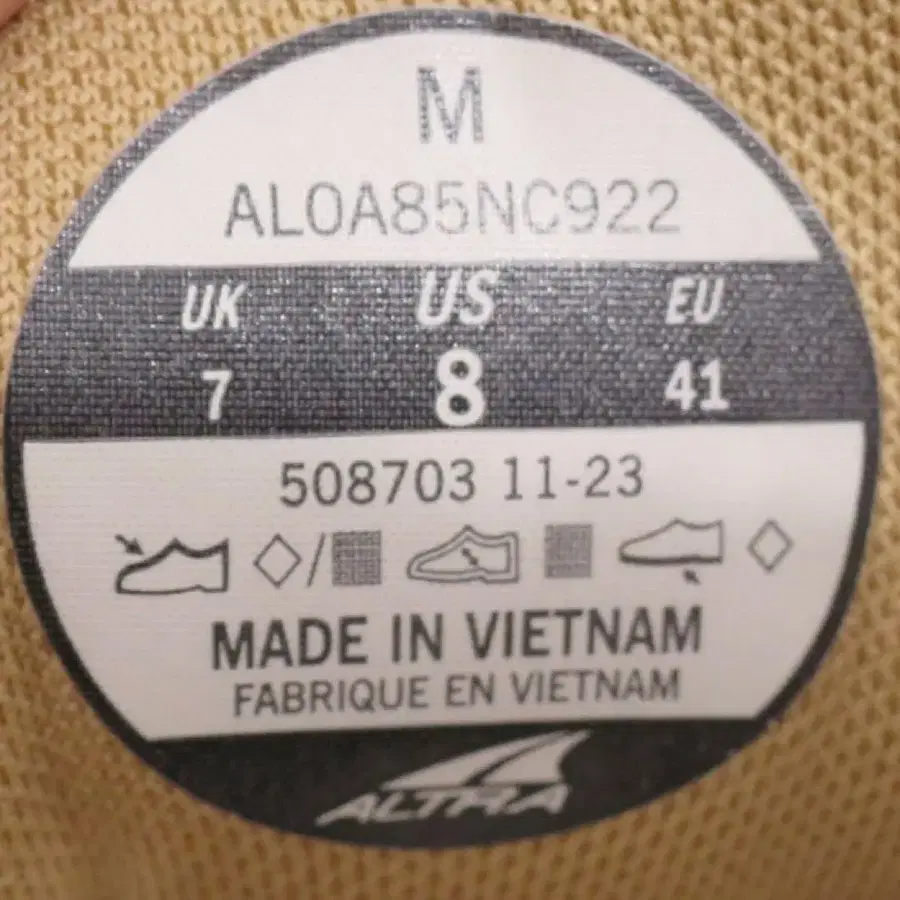 M
AL0A85NC922
UK US EU
7 8 41
508703 11-23
MADE IN VIETNAM
FABRIQUE EN VIETNAM
ALTRA